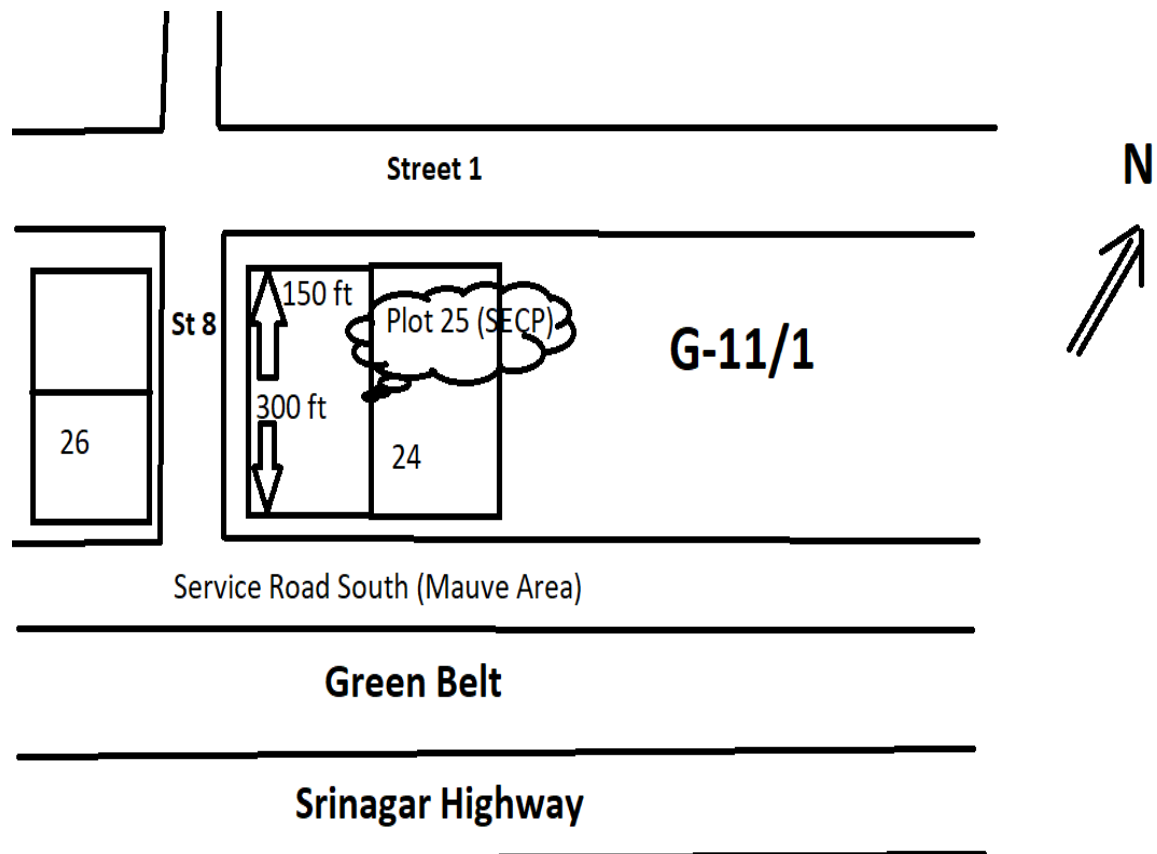 Street 1
N
150 ft
Plot 25 (SECP)
St 8
G-11/1
300 ft
26
24
Service Road South (Mauve Area)
Green Belt
Srinagar Highway